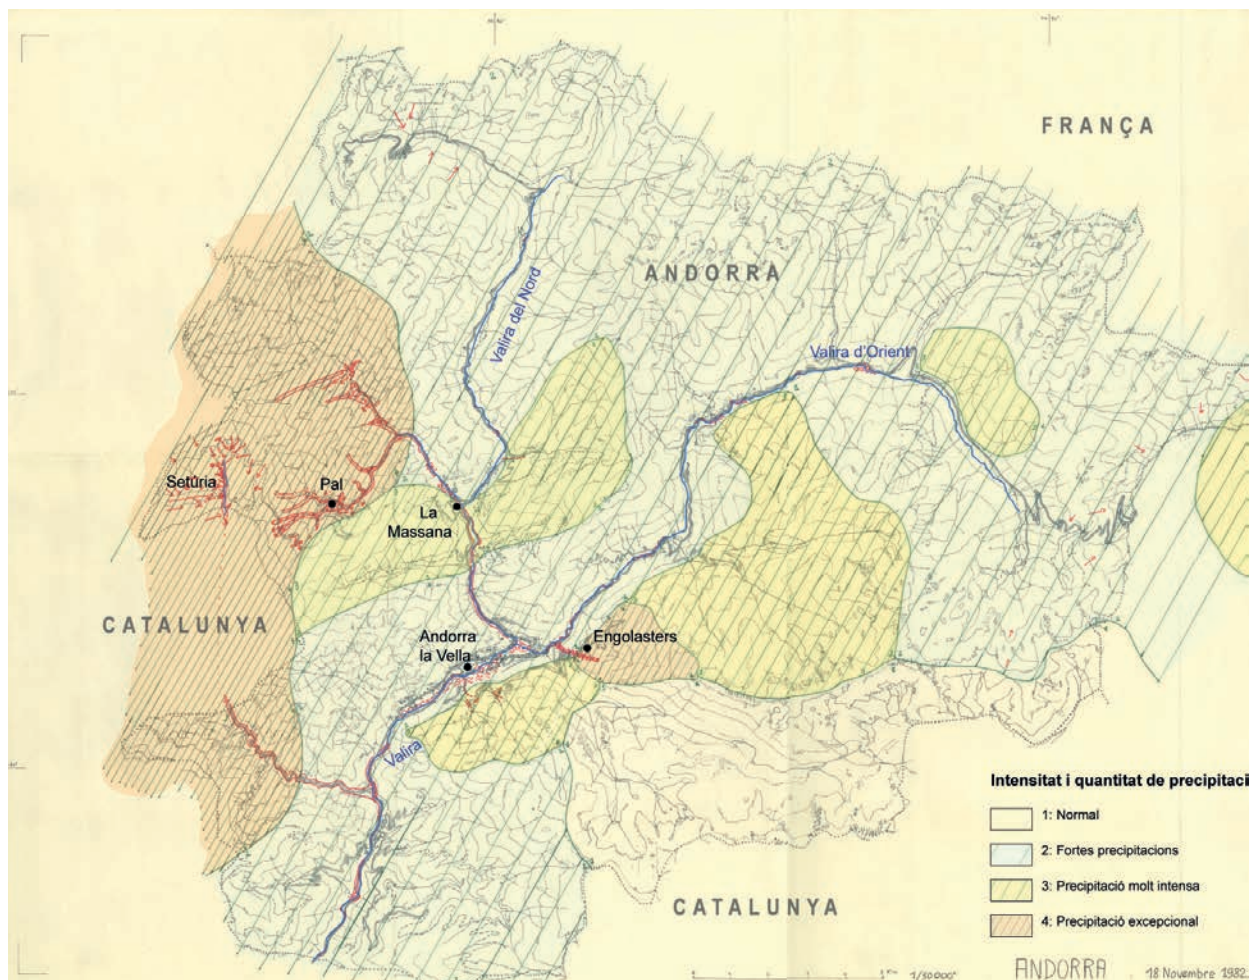 FRANÇA
ANDORRA
Valira del Nord
Valira d'Orient
Setúria
Pal
La
Massana
CATALUNYA
Andorra
la Vella
Engolasters
Valira
Intensitat i quantitat de precipitaci
1: Normal
2: Fortes precipitacions
3: Precipitació molt intensa
4: Precipitació excepcional
CATALUNYA
1/50000
ANDORRA 18 Novembre 1982